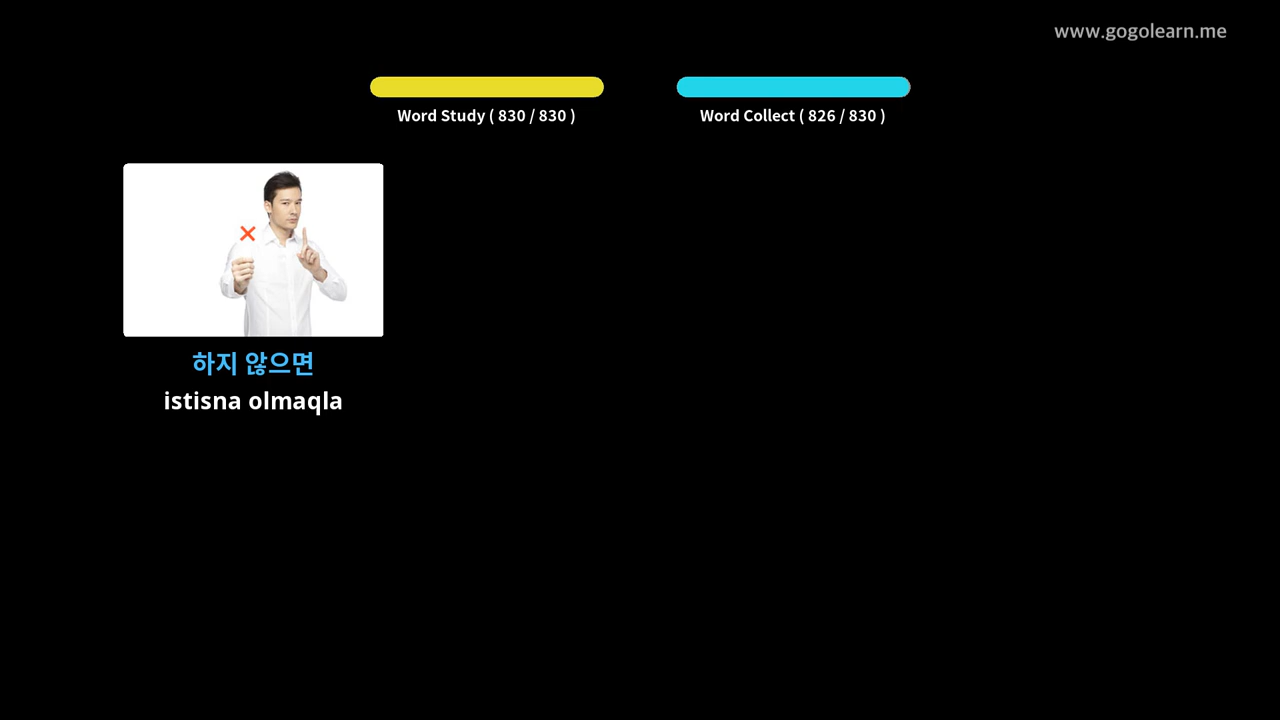 www.gogolearn.me
Word Study ( 830 / 830 )
Word Collect ( 826 / 830 )
하지 않으면
istisna olmaqla